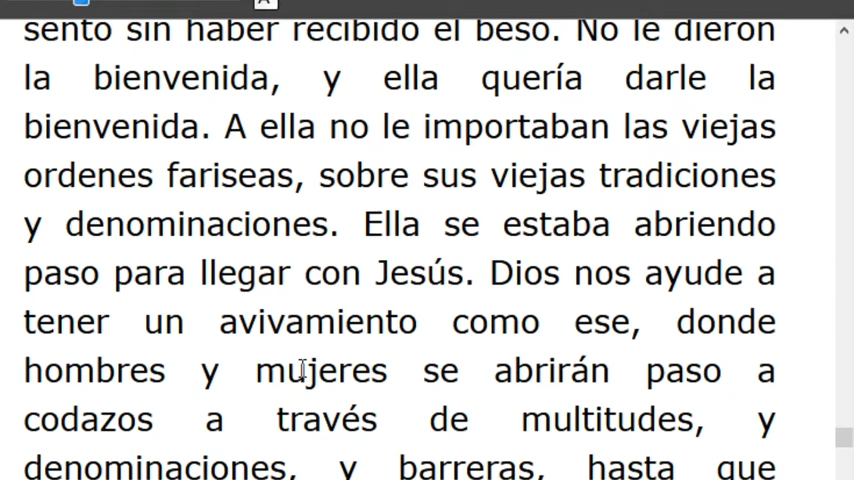 sentó sin haber recibido el beso. No le dieron
la bienvenida, y ella quería darle la
bienvenida. A ella no le importaban las viejas
ordenes fariseas, sobre sus viejas tradiciones
y denominaciones. Ella se estaba abriendo
paso para llegar con Jesús. Dios nos ayude a
tener un avivamiento como ese, donde
hombres y mujeres se abrirán paso a
codazos a través de multitudes, y
denominaciones, y barreras, hasta que